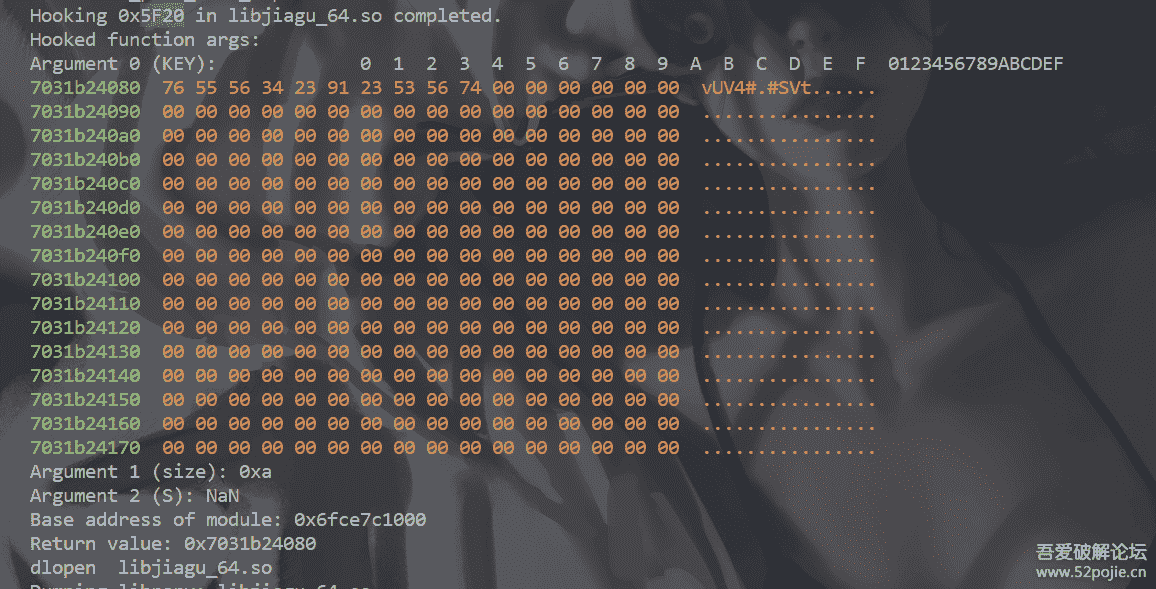 Hooking 0x5F20 in libjiagu_64.so completed.
Hooked function args:
Argument 0 (KEY): 0 1 2 3 4 5 6 7 8 9 A B C D E F 0123456789ABCDEF
7031b24080 76 55 56 34 23 91 23 53 56 74 00 00 00 00 00 00 vUV4#.#SVt......
7031b24090 00 00 00 00 00 00 00 00 00 00 00 00 00 00 00 00 ................
7031b240a0 00 00 00 00 00 00 00 00 00 00 00 00 00 00 00 00 ................
7031b240b0 00 00 00 00 00 00 00 00 00 00 00 00 00 00 00 00 ................
7031b240c0 00 00 00 00 00 00 00 00 00 00 00 00 00 00 00 00 ................
7031b240d0 00 00 00 00 00 00 00 00 00 00 00 00 00 00 00 00 ................
7031b240e0 00 00 00 00 00 00 00 00 00 00 00 00 00 00 00 00 ................
7031b240f0 00 00 00 00 00 00 00 00 00 00 00 00 00 00 00 00 ................
7031b24100 00 00 00 00 00 00 00 00 00 00 00 00 00 00 00 00 ................
7031b24110 00 00 00 00 00 00 00 00 00 00 00 00 00 00 00 00 ................
7031b24120 00 00 00 00 00 00 00 00 00 00 00 00 00 00 00 00 ................
7031b24130 00 00 00 00 00 00 00 00 00 00 00 00 00 00 00 00 ................
7031b24140 00 00 00 00 00 00 00 00 00 00 00 00 00 00 00 00 ................
7031b24150 00 00 00 00 00 00 00 00 00 00 00 00 00 00 00 00 ................
7031b24160 00 00 00 00 00 00 00 00 00 00 00 00 00 00 00 00 ................
7031b24170 00 00 00 00 00 00 00 00 00 00 00 00 00 00 00 00 ................
Argument 1 (size): 0xa
Argument 2 (S): NaN
Base address of module: 0x6fce7c1000
Return value: 0x7031b24080
dlopen libjiagu_64.so
吾爱破解论坛
www.52pojie.cn